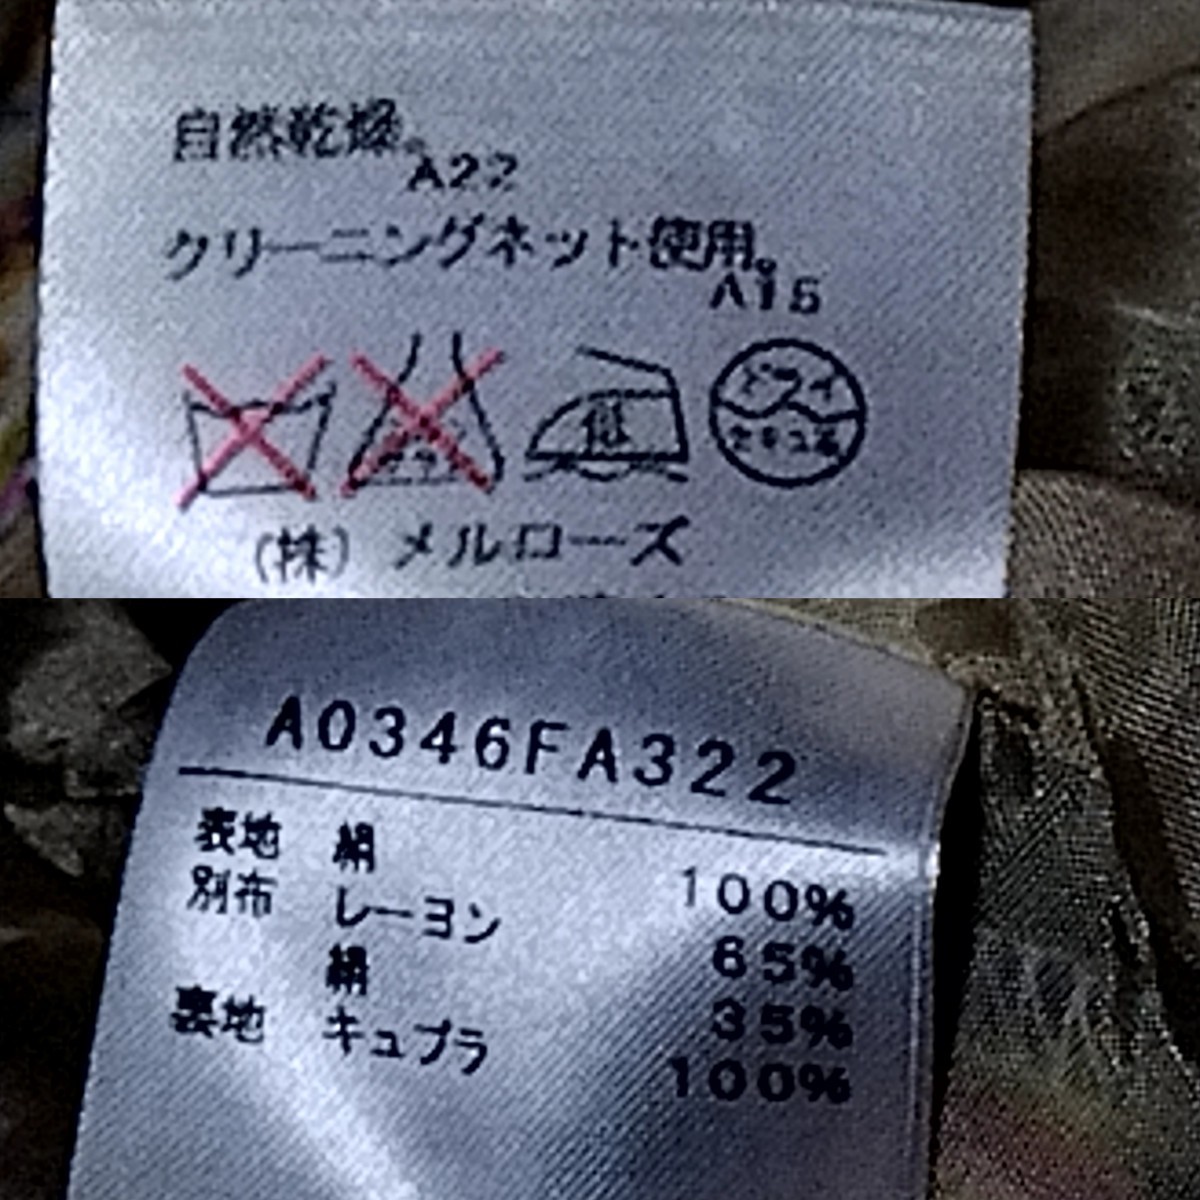 自然乾燥。
A22
クリーニングネット使用。
A15
低
ドライ
セキユ系
(株) メルローズ
A0346FA322
表地 絹 100%
別布 レーヨン 65%
絹 35%
裏地 キュプラ 100%